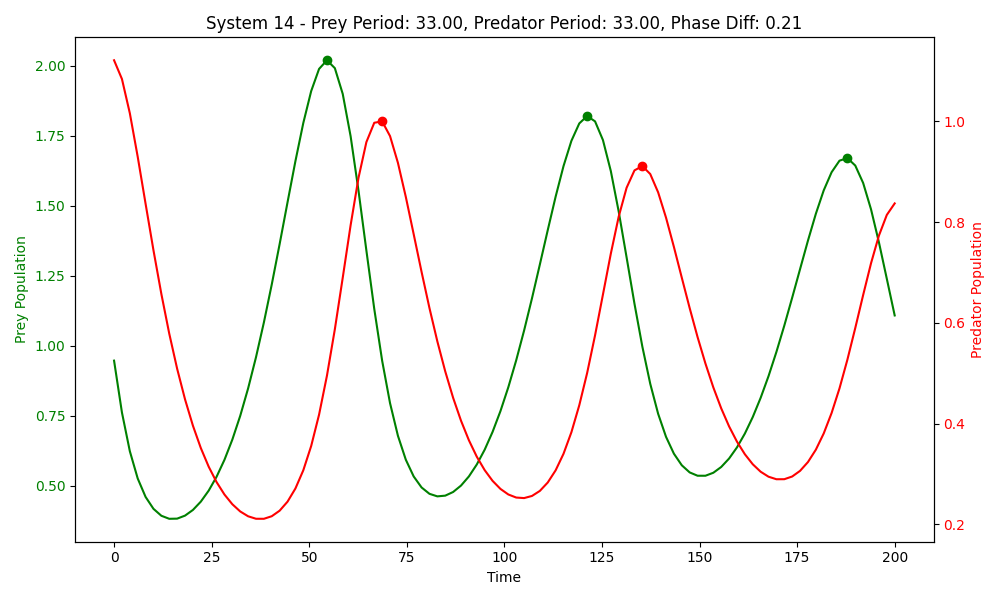 System 14 - Prey Period: 33.00, Predator Period: 33.00, Phase Diff: 0.21
Prey Population
2.00
1.75
1.50
1.25
1.00
0.75
0.50
1.0
0.8
0.6
0.4
0.2
Predator Population
0 25 50 75 100 125 150 175 200
Time